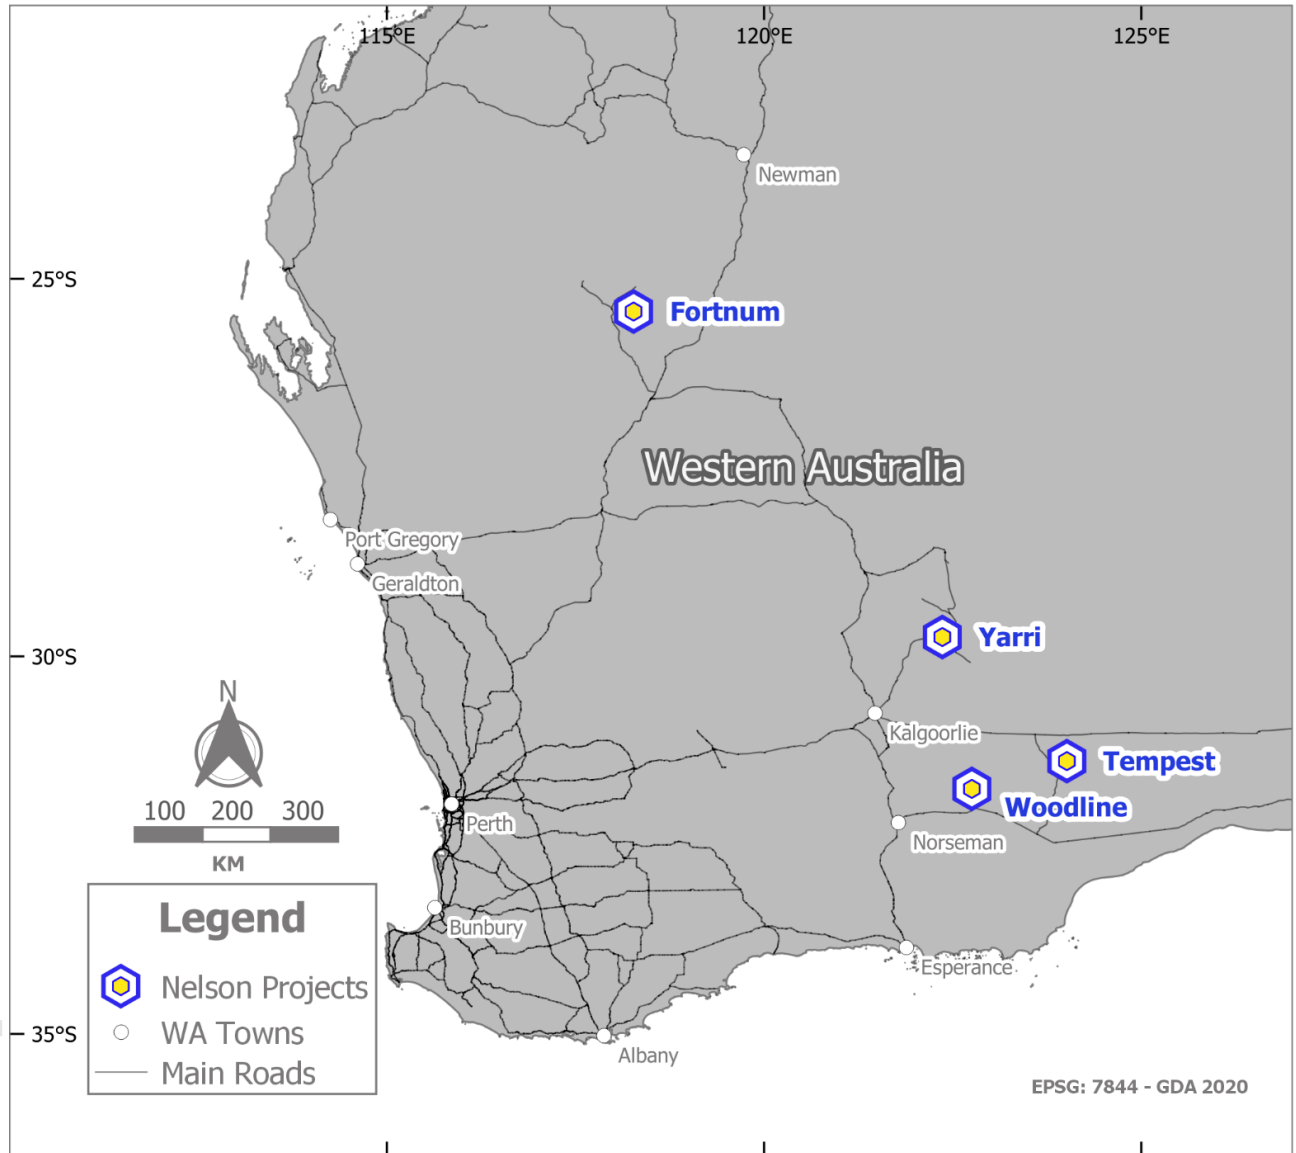 115°E
120°E
125°E
Newman
25°S
Fortnum
Western Australia
Port Gregory
Geraldton
Yarri
30°S
N
Kalgoorlie
Tempest
Woodline
100 200 300
KM
Perth
Norseman
Legend
Nelson Projects
WA Towns
Main Roads
Bunbury
Esperance
35°S
Albany
EPSG: 7844 - GDA 2020